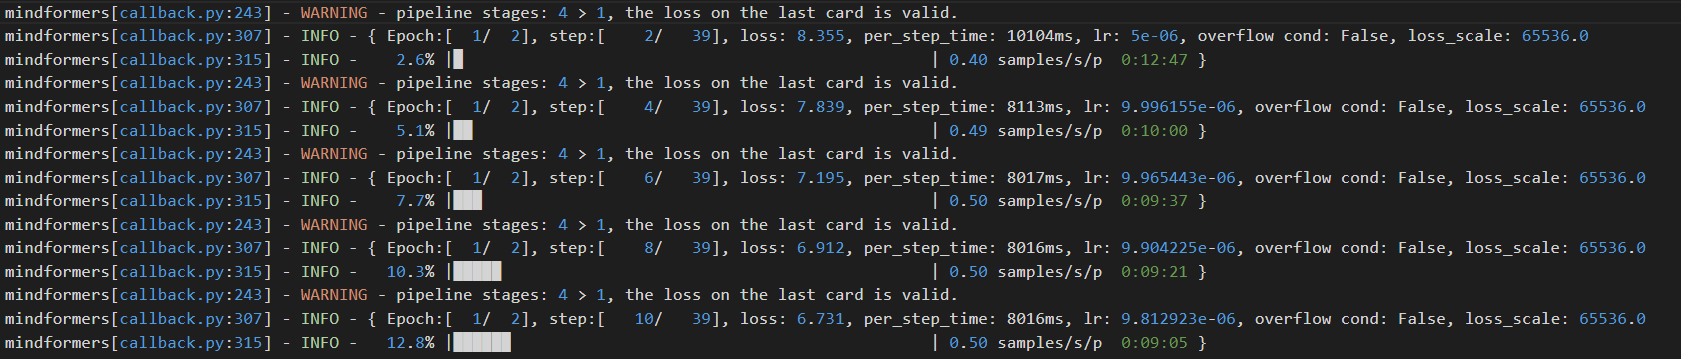 mindformers[callback.py:243] - WARNING - pipeline stages: 4 > 1, the loss on the last card is valid.
mindformers[callback.py:307] - INFO - { Epoch:[  1/  2], step:[    2/   39], loss: 8.355, per_step_time: 10104ms, lr: 5e-06, overflow cond: False, loss_scale: 65536.0
mindformers[callback.py:315] - INFO -    2.6% |█                                                 | 0.40 samples/s/p  0:12:47 }
mindformers[callback.py:243] - WARNING - pipeline stages: 4 > 1, the loss on the last card is valid.
mindformers[callback.py:307] - INFO - { Epoch:[  1/  2], step:[    4/   39], loss: 7.839, per_step_time: 8113ms, lr: 9.996155e-06, overflow cond: False, loss_scale: 65536.0
mindformers[callback.py:315] - INFO -    5.1% |██                                                | 0.49 samples/s/p  0:10:00 }
mindformers[callback.py:243] - WARNING - pipeline stages: 4 > 1, the loss on the last card is valid.
mindformers[callback.py:307] - INFO - { Epoch:[  1/  2], step:[    6/   39], loss: 7.195, per_step_time: 8017ms, lr: 9.965443e-06, overflow cond: False, loss_scale: 65536.0
mindformers[callback.py:315] - INFO -    7.7% |███                                               | 0.50 samples/s/p  0:09:37 }
mindformers[callback.py:243] - WARNING - pipeline stages: 4 > 1, the loss on the last card is valid.
mindformers[callback.py:307] - INFO - { Epoch:[  1/  2], step:[    8/   39], loss: 6.912, per_step_time: 8016ms, lr: 9.904225e-06, overflow cond: False, loss_scale: 65536.0
mindformers[callback.py:315] - INFO -   10.3% |█████                                             | 0.50 samples/s/p  0:09:21 }
mindformers[callback.py:243] - WARNING - pipeline stages: 4 > 1, the loss on the last card is valid.
mindformers[callback.py:307] - INFO - { Epoch:[  1/  2], step:[   10/   39], loss: 6.731, per_step_time: 8016ms, lr: 9.812923e-06, overflow cond: False, loss_scale: 65536.0
mindformers[callback.py:315] - INFO -   12.8% |██████                                            | 0.50 samples/s/p  0:09:05 }